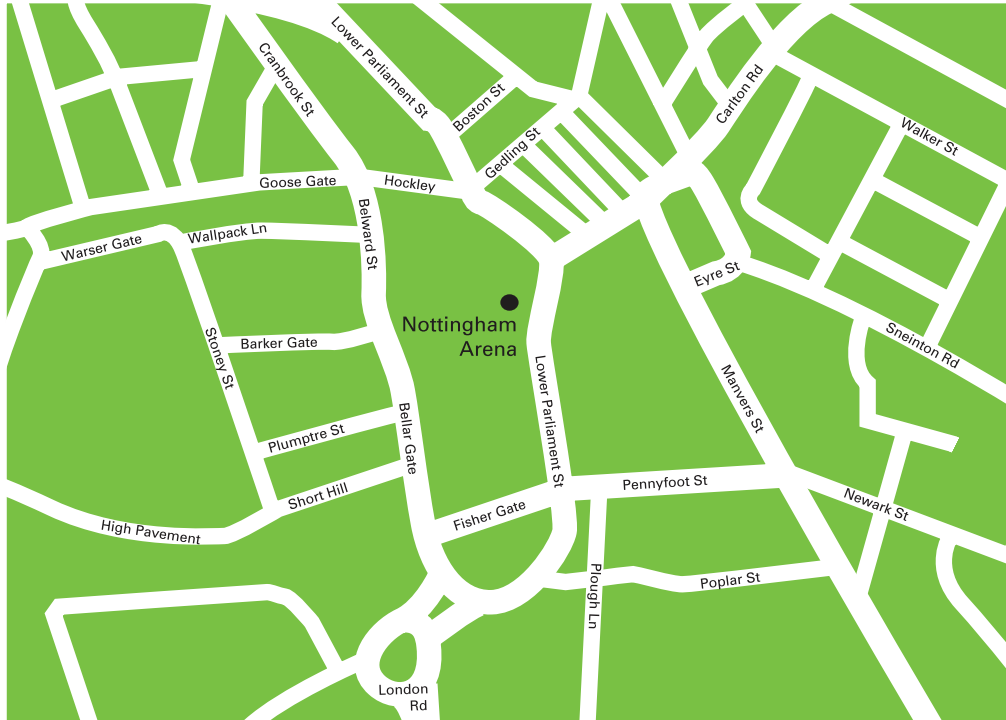 Lower Parliament St
Cranbrook St
Boston St
Carlton Rd
Gedling St
Walker St
Goose Gate
Hockley
Belward St
Wallpack Ln
Warser Gate
Eyre St
Nottingham
Arena
Stoney St
Barker Gate
Sneinton Rd
Lower Parliament St
Manvers St
Bellar Gate
Plumptre St
Short Hill
Pennyfoot St
Newark St
Fisher Gate
High Pavement
Plough Ln
Poplar St
London
Rd